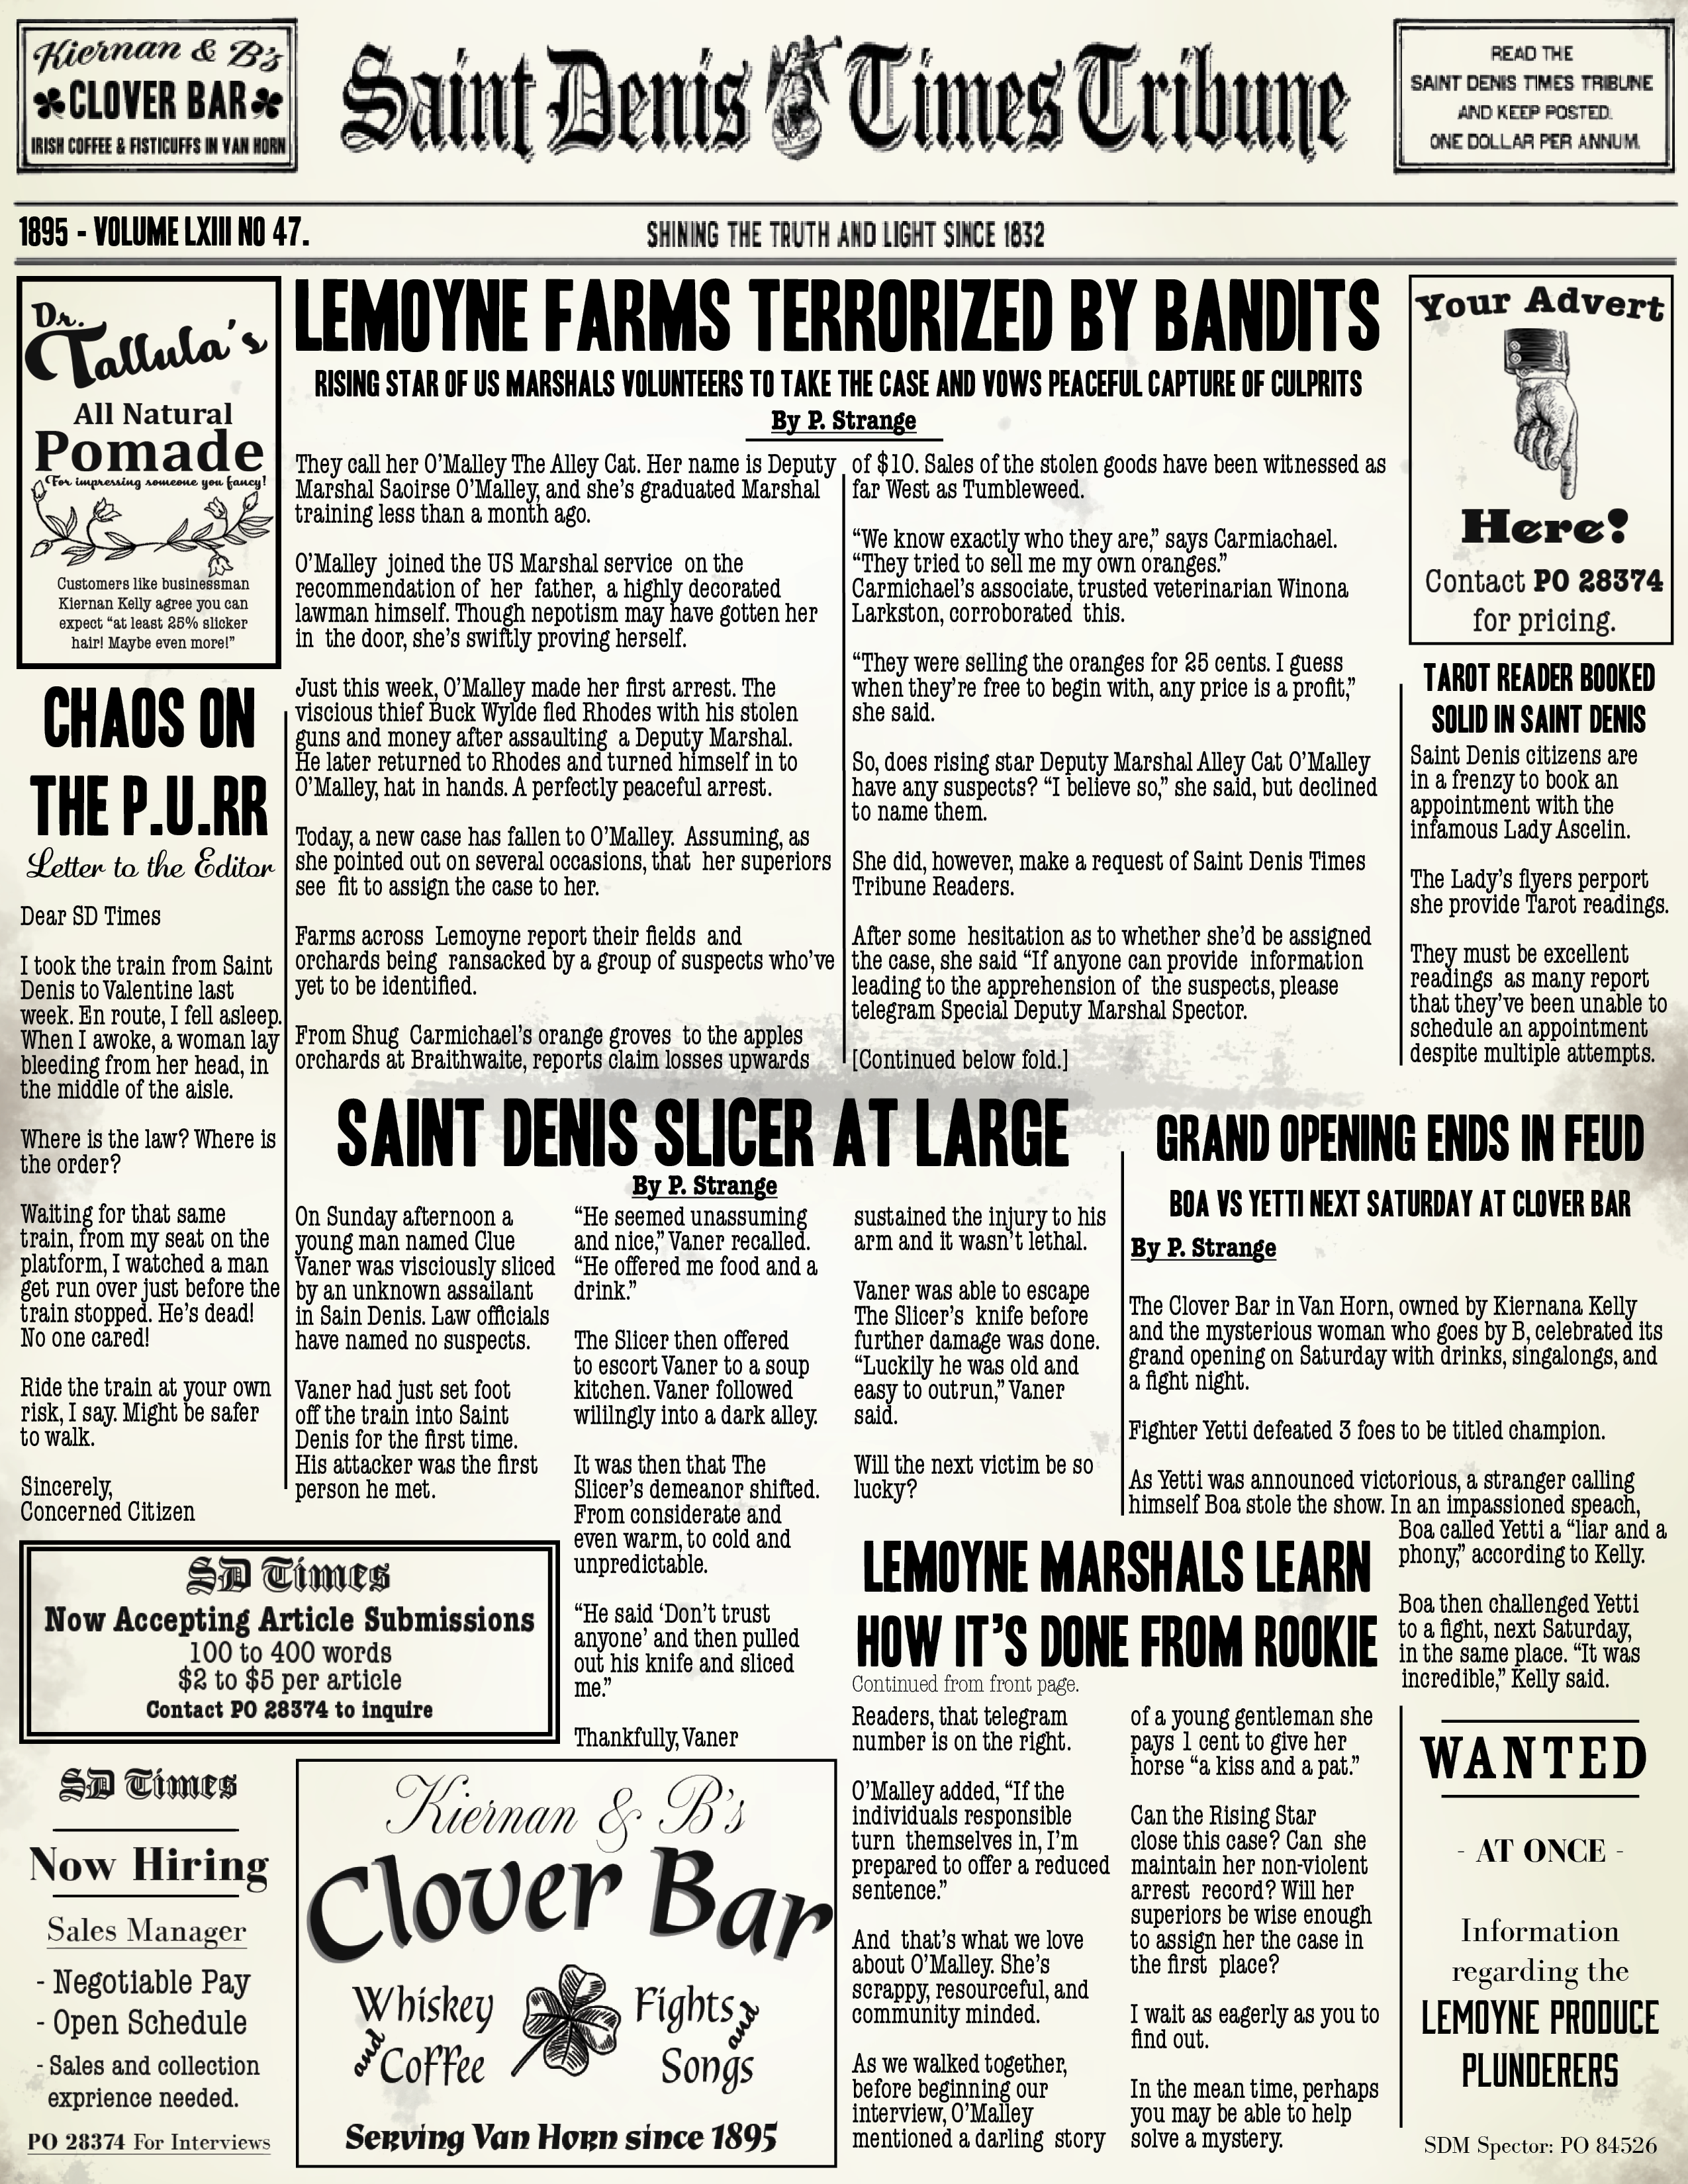 Kiernan & B's
CLOVER BAR
IRISH COFFEE & FISTICUFFS IN VAN HORN
Saint Denis Times Tribune
READ THE
SAINT DENIS TIMES TRIBUNE
AND KEEP POSTED.
ONE DOLLAR PER ANNUM.
1895 - VOLUME LXIII NO 47.
SHINING THE TRUTH AND LIGHT SINCE 1832
Dr.
Tallula's
All Natural
Pomade
For impressing someone you fancy!
Customers like businessman
Kiernan Kelly agree you can
expect “at least 25% slicker
hair! Maybe even more!”
CHAOS ON
THE P.U.RR
Letter to the Editor
Dear SD Times
I took the train from Saint
Denis to Valentine last
week. En route, I fell asleep.
When I awoke, a woman lay
bleeding from her head, in
the middle of the aisle.
Where is the law? Where is
the order?
Waiting for that same
train, from my seat on the
platform, I watched a man
get run over just before the
train stopped. He’s dead!
No one cared!
Ride the train at your own
risk, I say. Might be safer
to walk.
Sincerely,
Concerned Citizen
LEMOYNE FARMS TERRORIZED BY BANDITS
RISING STAR OF US MARSHALS VOLUNTEERS TO TAKE THE CASE AND VOWS PEACEFUL CAPTURE OF CULPRITS
By P. Strange
They call her O’Malley The Alley Cat. Her name is Deputy
Marshal Saoirse O’Malley, and she’s graduated Marshal
training less than a month ago.
O’Malley joined the US Marshal service on the
recommendation of her father, a highly decorated
lawman himself. Though nepotism may have gotten her
in the door, she’s swiftly proving herself.
Just this week, O’Malley made her first arrest. The
viscious thief Buck Wylde fled Rhodes with his stolen
guns and money after assaulting a Deputy Marshal.
He later returned to Rhodes and turned himself in to
O’Malley, hat in hands. A perfectly peaceful arrest.
Today, a new case has fallen to O’Malley. Assuming, as
she pointed out on several occasions, that her superiors
see fit to assign the case to her.
Farms across Lemoyne report their fields and
orchards being ransacked by a group of suspects who’ve
yet to be identified.
From Shug Carmichael’s orange groves to the apples
orchards at Braithwaite, reports claim losses upwards
of $10. Sales of the stolen goods have been witnessed as
far West as Tumbleweed.
“We know exactly who they are,” says Carmiachael.
“They tried to sell me my own oranges.”
Carmichael’s associate, trusted veterinarian Winona
Larkston, corroborated this.
“They were selling the oranges for 25 cents. I guess
when they’re free to begin with, any price is a profit,”
she said.
So, does rising star Deputy Marshal Alley Cat O’Malley
have any suspects? “I believe so,” she said, but declined
to name them.
She did, however, make a request of Saint Denis Times
Tribune Readers.
After some hesitation as to whether she’d be assigned
the case, she said “If anyone can provide information
leading to the apprehension of the suspects, please
telegram Special Deputy Marshal Spector.
[Continued below fold.]
Your Advert
Here!
Contact PO 28374
for pricing.
TAROT READER BOOKED
SOLID IN SAINT DENIS
Saint Denis citizens are
in a frenzy to book an
appointment with the
infamous Lady Ascelin.
The Lady’s flyers perport
she provide Tarot readings.
They must be excellent
readings as many report
that they’ve been unable to
schedule an appointment
despite multiple attempts.
SAINT DENIS SLICER AT LARGE
By P. Strange
On Sunday afternoon a
young man named Clue
Vaner was visciously sliced
by an unknown assailant
in Sain Denis. Law officials
have named no suspects.
Vaner had just set foot
off the train into Saint
Denis for the first time.
His attacker was the first
person he met.
“He seemed unassuming
and nice,” Vaner recalled.
“He offered me food and a
drink.”
The Slicer then offered
to escort Vaner to a soup
kitchen. Vaner followed
wililngly into a dark alley.
It was then that The
Slicer’s demeanor shifted.
From considerate and
even warm, to cold and
unpredictable.
“He said ‘Don’t trust
anyone’ and then pulled
out his knife and sliced
me.”
Thankfully, Vaner
sustained the injury to his
arm and it wasn’t lethal.
Vaner was able to escape
The Slicer’s knife before
further damage was done.
“Luckily he was old and
easy to outrun,” Vaner
said.
Will the next victim be so
lucky?
GRAND OPENING ENDS IN FEUD
BOA VS YETTI NEXT SATURDAY AT CLOVER BAR
By P. Strange
The Clover Bar in Van Horn, owned by Kiernana Kelly
and the mysterious woman who goes by B, celebrated its
grand opening on Saturday with drinks, singalongs, and
a fight night.
Fighter Yetti defeated 3 foes to be titled champion.
As Yetti was announced victorious, a stranger calling
himself Boa stole the show. In an impassioned speach,
Boa called Yetti a “liar and a
phony,” according to Kelly.
Boa then challenged Yetti
to a fight, next Saturday,
in the same place. “It was
incredible,” Kelly said.
SD Times
Now Accepting Article Submissions
100 to 400 words
$2 to $5 per article
Contact PO 28374 to inquire
SD Times
Now Hiring
Sales Manager
- Negotiable Pay
- Open Schedule
- Sales and collection
exprience needed.
PO 28374 For Interviews
Kiernan & B's
Clover Bar
Whiskey
and
Coffee
Fights
and
Songs
Serving Van Horn since 1895
LEMOYNE MARSHALS LEARN
HOW IT’S DONE FROM ROOKIE
Continued from front page.
Readers, that telegram
number is on the right.
O’Malley added, “If the
individuals responsible
turn themselves in, I’m
prepared to offer a reduced
sentence.”
And that’s what we love
about O’Malley. She’s
scrappy, resourceful, and
community minded.
As we walked together,
before beginning our
interview, O’Malley
mentioned a darling story
of a young gentleman she
pays 1 cent to give her
horse “a kiss and a pat.”
Can the Rising Star
close this case? Can she
maintain her non-violent
arrest record? Will her
superiors be wise enough
to assign her the case in
the first place?
I wait as eagerly as you to
find out.
In the mean time, perhaps
you may be able to help
solve a mystery.
WANTED
- AT ONCE -
Information
regarding the
LEMOYNE PRODUCE
PLUNDERERS
SDM Spector: PO 84526